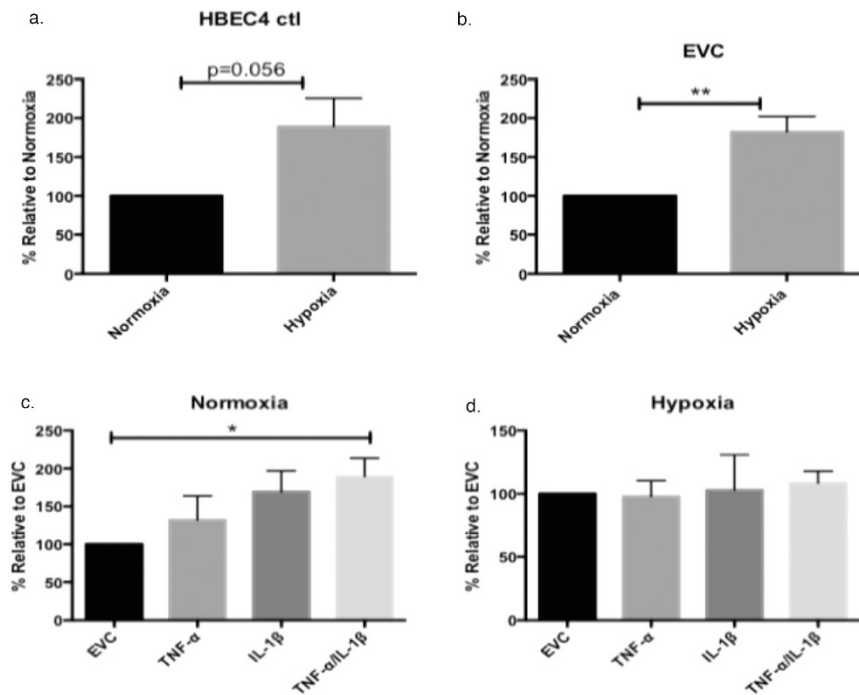 a.
HBEC4 ctl
p=0.056
% Relative to Normoxia
250
200
150
100
50
0
Normoxia
Hypoxia
b.
EVC
**
% Relative to Normoxia
250
200
150
100
50
0
Normoxia
Hypoxia
c.
Normoxia
*
% Relative to EVC
250
200
150
100
50
0
EVC
TNF-α
IL-1β
TNF-α/IL-1β
d.
Hypoxia
% Relative to EVC
150
100
50
0
EVC
TNF-α
IL-1β
TNF-α/IL-1β